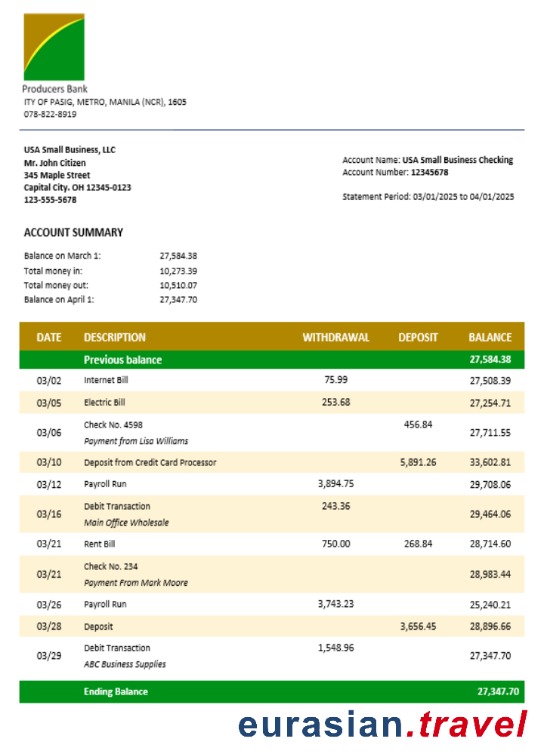 Producers Bank
ITY OF PASIG, METRO, MANILA (NCR), 1605
078-822-8919
USA Small Business, LLC
Mr. John Citizen
345 Maple Street
Capital City. OH 12345-0123
123-555-5678
Account Name: USA Small Business Checking
Account Number: 12345678
Statement Period: 03/01/2025 to 04/01/2025
ACCOUNT SUMMARY
Balance on March 1: 27,584.38
Total money in: 10,273.39
Total money out: 10,510.07
Balance on April 1: 27,347.70
DATE DESCRIPTION WITHDRAWAL DEPOSIT BALANCE
Previous balance 27,584.38
03/02 Internet Bill 75.99 27,508.39
03/05 Electric Bill 253.68 27,254.71
03/06 Check No. 4598 456.84 27,711.55
Payment from Lisa Williams
03/10 Deposit from Credit Card Processor 5,891.26 33,602.81
03/12 Payroll Run 3,894.75 29,708.06
03/16 Debit Transaction 243.36 29,464.06
Main Office Wholesale
03/21 Rent Bill 750.00 268.84 28,714.60
03/21 Check No. 234 28,983.44
Payment From Mark Moore
03/26 Payroll Run 3,743.23 25,240.21
03/28 Deposit 3,656.45 28,896.66
03/29 Debit Transaction 1,548.96 27,347.70
ABC Business Supplies
Ending Balance 27,347.70
eurasian.travel